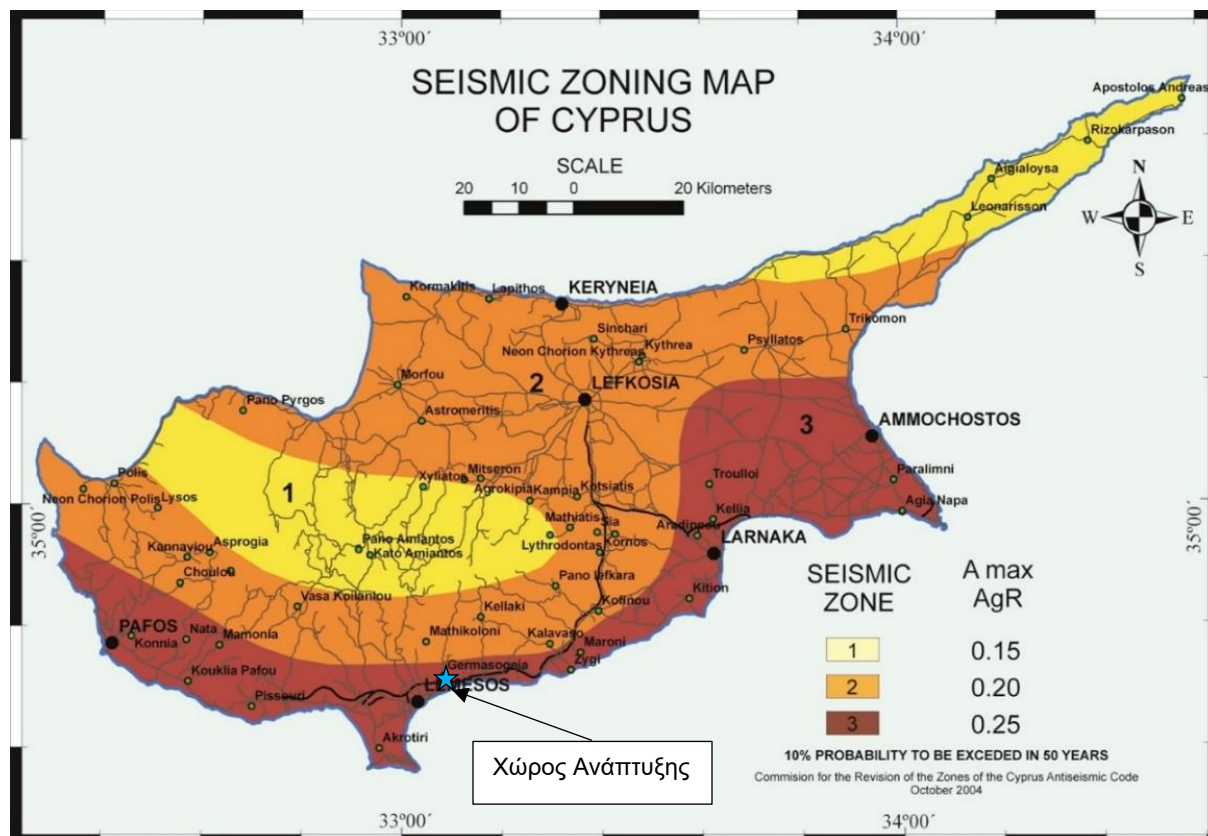 33°00´
34°00´
SEISMIC ZONING MAP
OF CYPRUS
SCALE
20 10 0 20 Kilometers
Apostolos Andreas
Rizokarpason
Aigialoysa
Leonarisson
N
W E
S
KERYNEIA
Kormakitis
Lapithos
Sinchari
Neon Chorion Kythreas
Kythrea
Trikomon
Psyllatos
Morfou
2
LEFKOSIA
Pano Pyrgos
Astromeritis
3
AMMOCHOSTOS
Polis
Neon Chorion Polis
Lysos
1
Xyliatos
Mitseron
Agrokipia
Kampia
Kotsiatis
Troulloi
Paralimni
Kellia
Agia Napa
35°00´
35°00´
Mathiatis
Sia
Aradippou
LARNAKA
Kannaviou
Asprogia
Pano Amiantos
Kato Amiantos
Lythrodontas
Kornos
Choulou
Pano lefkara
Kition
Vasa Koilaniou
Kellaki
Kofinou
PAFOS
Konnia
Nata
Mamonia
Mathikoloni
Kalavaso
Maroni
Germasogeia
Zygi
Kouklia Pafou
LEMESOS
Pissouri
Akrotiri
Χώρος Ανάπτυξης
SEISMIC
ZONE
A max
AgR
1 0.15
2 0.20
3 0.25
10% PROBABILITY TO BE EXCEDED IN 50 YEARS
Commision for the Revision of the Zones of the Cyprus Antiseismic Code
October 2004
33°00´
34°00´